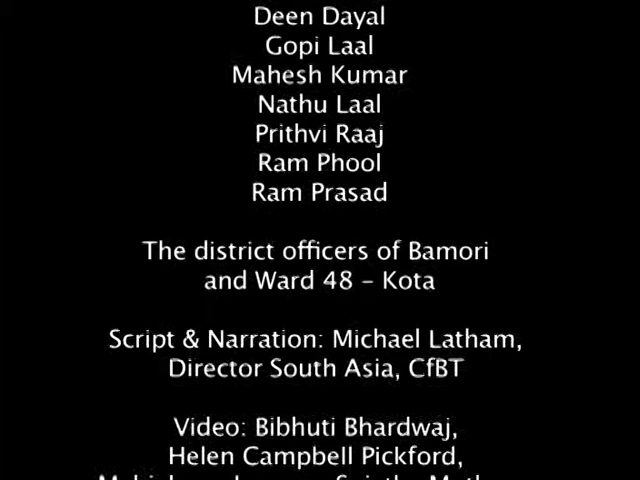 Deen Dayal
Gopi Laal
Mahesh Kumar
Nathu Laal
Prithvi Raaj
Ram Phool
Ram Prasad
The district officers of Bamori
and Ward 48 – Kota
Script & Narration: Michael Latham,
Director South Asia, CfBT
Video: Bibhuti Bhardwaj,
Helen Campbell Pickford,